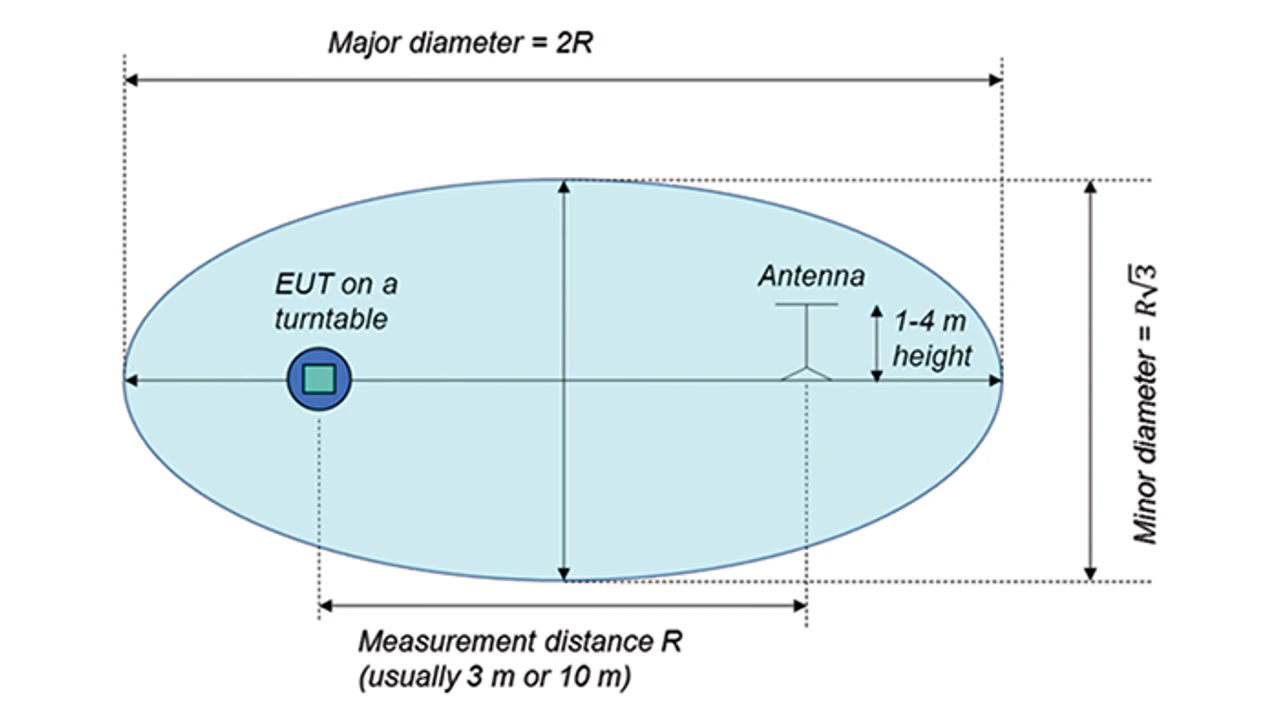 Major diameter = 2R
EUT on a
turntable
Antenna
1-4 m
height
Minor diameter = R√3
Measurement distance R
(usually 3 m or 10 m)